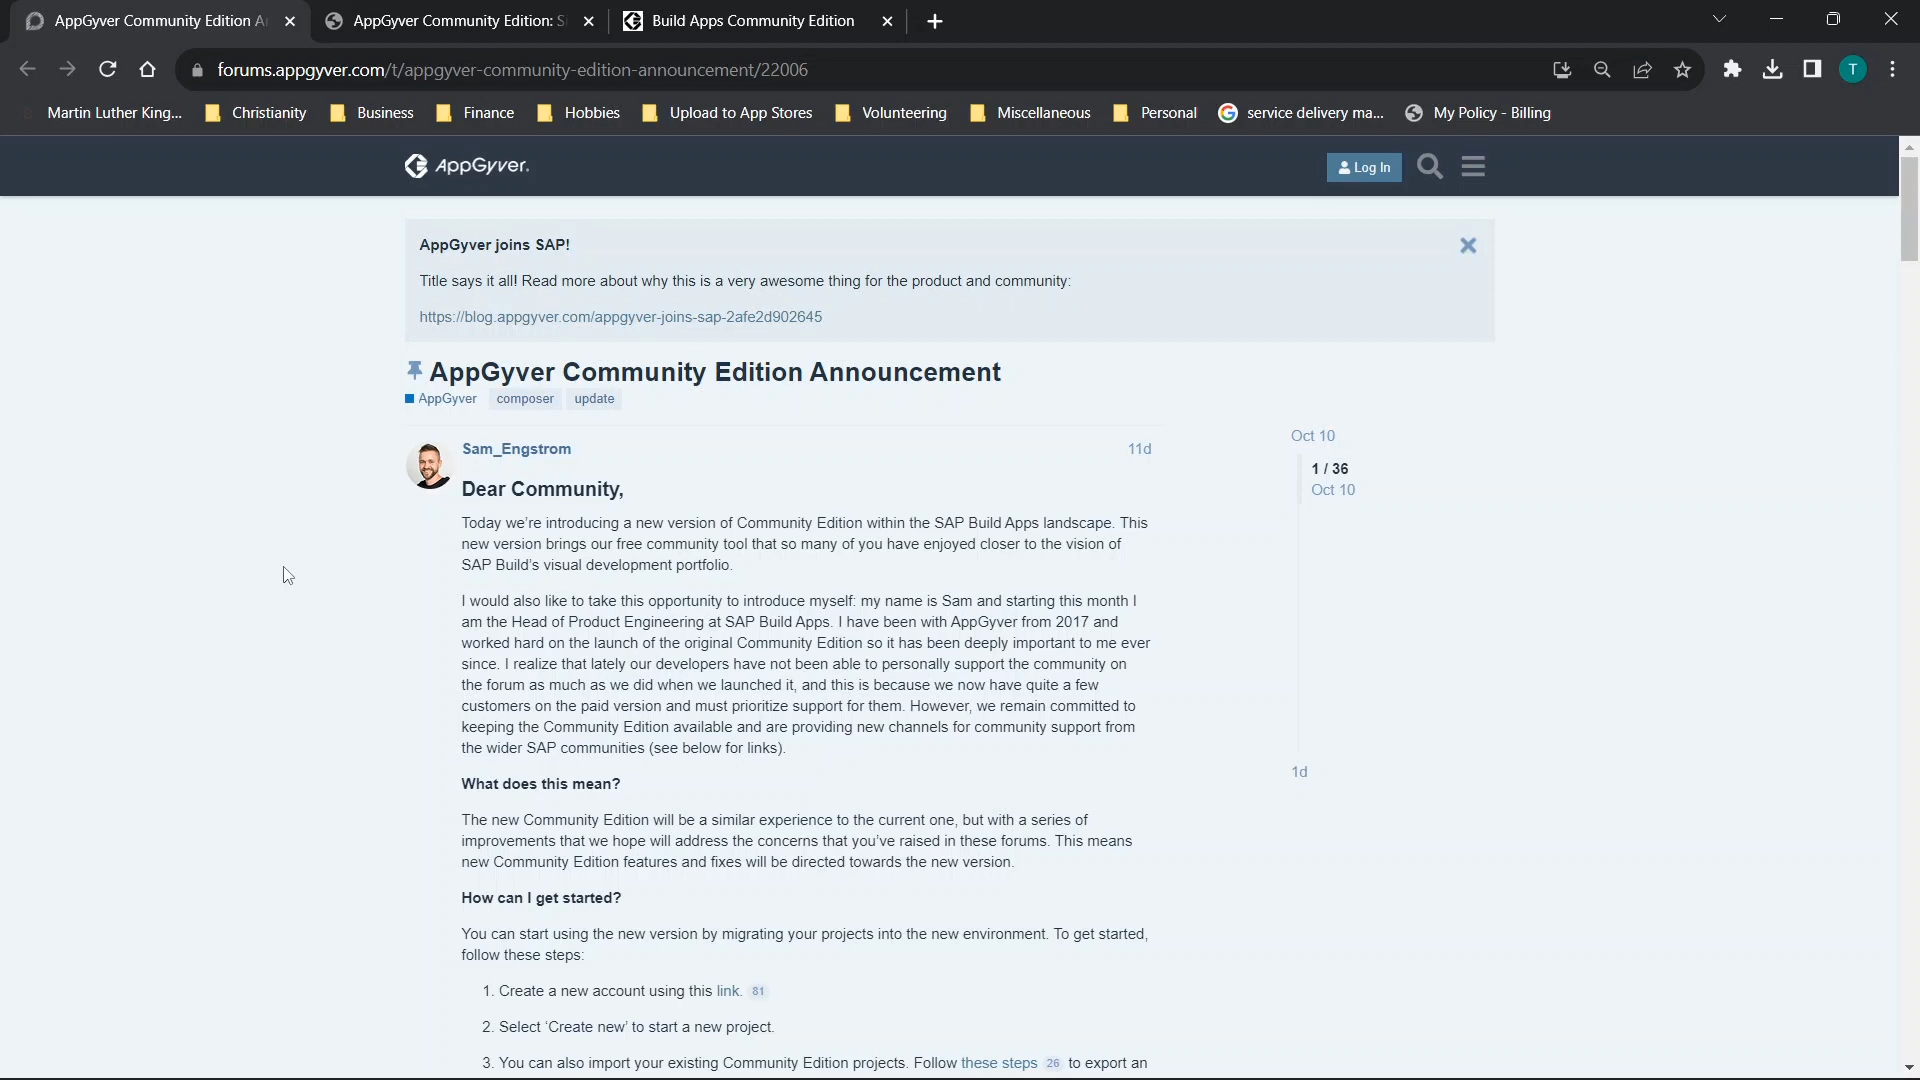 AppGyver Community Edition A
AppGyver Community Edition: S
Build Apps Community Edition
forums.appgyver.com/t/appgyver-community-edition-announcement/22006
T
Martin Luther King...
Christianity
Business
Finance
Hobbies
Upload to App Stores
Volunteering
Miscellaneous
Personal
service delivery ma...
My Policy - Billing
AppGyver.
Log In
AppGyver joins SAP!
Title says it all! Read more about why this is a very awesome thing for the product and community:
https://blog.appgyver.com/appgyver-joins-sap-2afe2d902645
AppGyver Community Edition Announcement
AppGyver composer update
Sam_Engstrom
11d
Oct 10
1 / 36
Oct 10
1d
Dear Community,
Today we're introducing a new version of Community Edition within the SAP Build Apps landscape. This
new version brings our free community tool that so many of you have enjoyed closer to the vision of
SAP Build's visual development portfolio.
I would also like to take this opportunity to introduce myself: my name is Sam and starting this month I
am the Head of Product Engineering at SAP Build Apps. I have been with AppGyver from 2017 and
worked hard on the launch of the original Community Edition so it has been deeply important to me ever
since. I realize that lately our developers have not been able to personally support the community on
the forum as much as we did when we launched it, and this is because we now have quite a few
customers on the paid version and must prioritize support for them. However, we remain committed to
keeping the Community Edition available and are providing new channels for community support from
the wider SAP communities (see below for links).
What does this mean?
The new Community Edition will be a similar experience to the current one, but with a series of
improvements that we hope will address the concerns that you've raised in these forums. This means
new Community Edition features and fixes will be directed towards the new version.
How can I get started?
You can start using the new version by migrating your projects into the new environment. To get started,
follow these steps:
1. Create a new account using this link. 81
2. Select 'Create new' to start a new project.
3. You can also import your existing Community Edition projects. Follow these steps 26 to export an